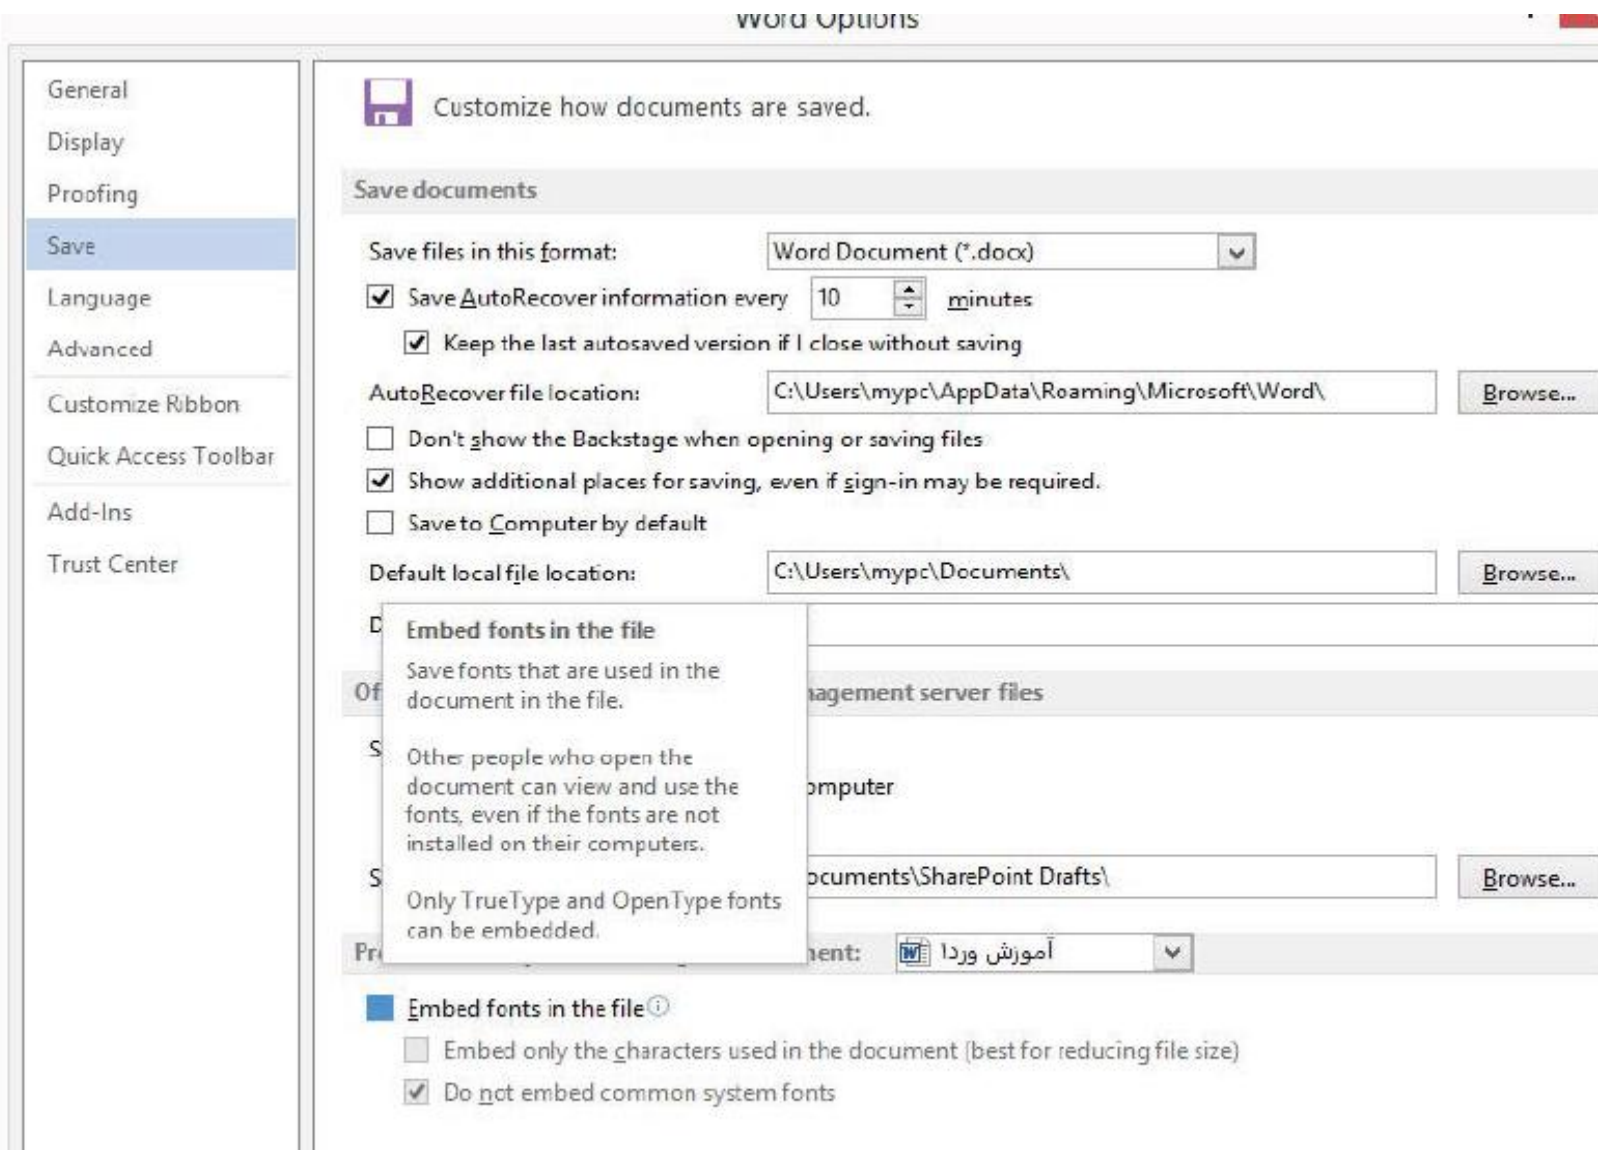 Word Options
General
Display
Proofing
Save
Language
Advanced
Customize Ribbon
Quick Access Toolbar
Add-Ins
Trust Center
Customize how documents are saved.
Save documents
Save files in this format: Word Document (*.docx)
Save AutoRecover information every 10 minutes
Keep the last autosaved version if I close without saving
AutoRecover file location: C:\Users\mypc\AppData\Roaming\Microsoft\Word\ Browse...
Don't show the Backstage when opening or saving files
Show additional places for saving, even if sign-in may be required.
Save to Computer by default
Default local file location: C:\Users\mypc\Documents\ Browse...
Embed fonts in the file
Save fonts that are used in the
document in the file.
Other people who open the
document can view and use the
fonts, even if the fonts are not
installed on their computers.
Only TrueType and OpenType fonts
can be embedded.
server files
Drafts\ Browse...
آموزش وردا
Embed fonts in the file
Embed only the characters used in the document (best for reducing file size)
Do not embed common system fonts